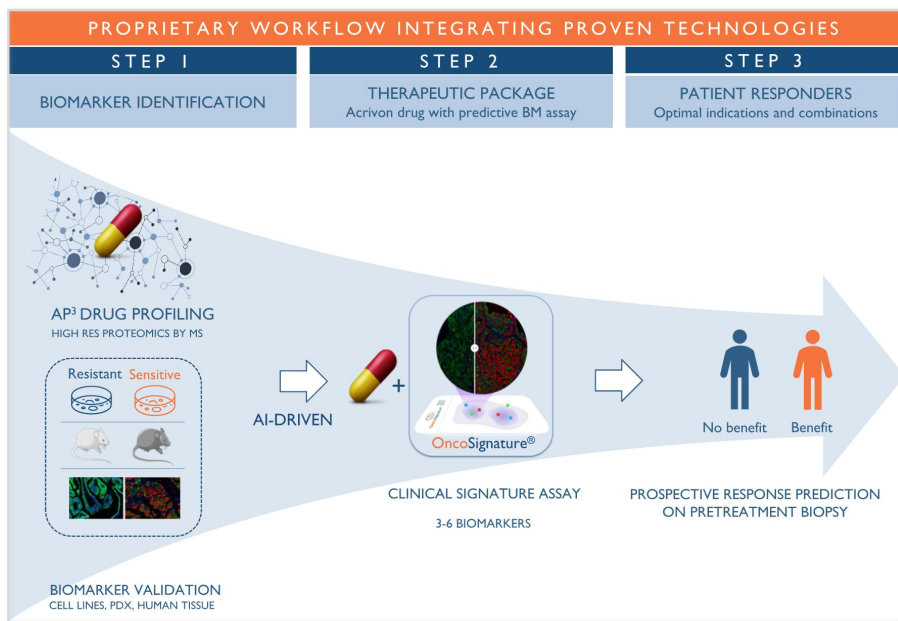 PROPRIETARY WORKFLOW INTEGRATING PROVEN TECHNOLOGIES
STEP 1
BIOMARKER IDENTIFICATION
STEP 2
THERAPEUTIC PACKAGE
Acrivon drug with predictive BM assay
STEP 3
PATIENT RESPONDERS
Optimal indications and combinations
AP³ DRUG PROFILING
HIGH RES PROTEOMICS BY MS
Resistant Sensitive
BIOMARKER VALIDATION
CELL LINES, PDX, HUMAN TISSUE
AI-DRIVEN
+
OncoSignature®
CLINICAL SIGNATURE ASSAY
3-6 BIOMARKERS
No benefit Benefit
PROSPECTIVE RESPONSE PREDICTION
ON PRETREATMENT BIOPSY